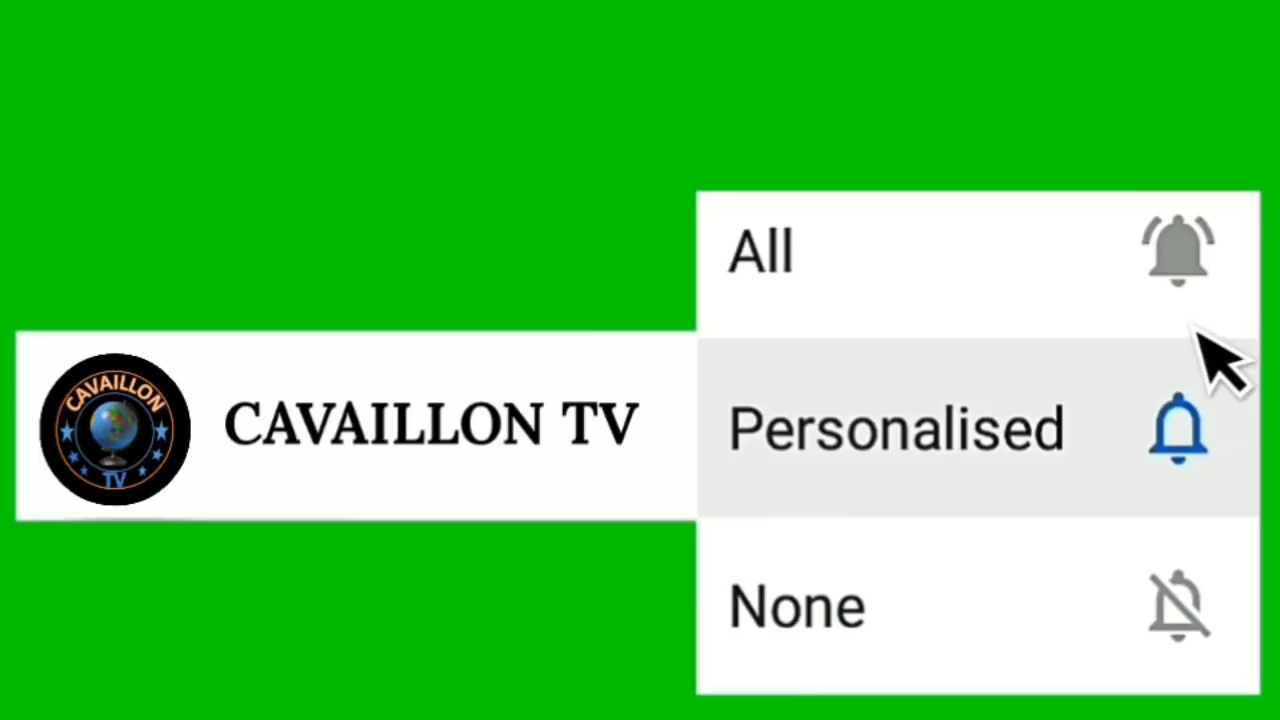 All
CAVAILLON
TV
CAVAILLON TV
Personalised
None